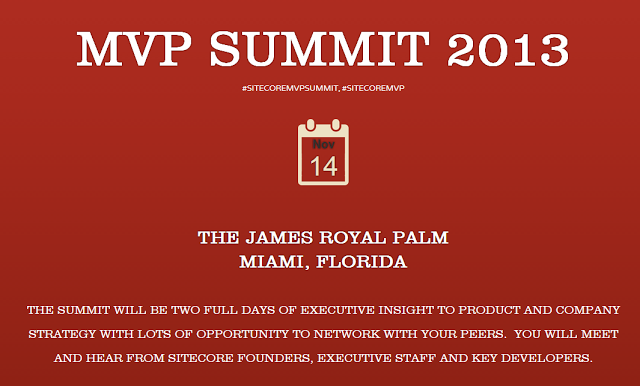 MVP SUMMIT 2013
#SITECOREMVPSUMMIT, #SITECOREMVP
Nov
14
THE JAMES ROYAL PALM
MIAMI, FLORIDA
THE SUMMIT WILL BE TWO FULL DAYS OF EXECUTIVE INSIGHT TO PRODUCT AND COMPANY
STRATEGY WITH LOTS OF OPPORTUNITY TO NETWORK WITH YOUR PEERS. YOU WILL MEET
AND HEAR FROM SITECORE FOUNDERS, EXECUTIVE STAFF AND KEY DEVELOPERS.